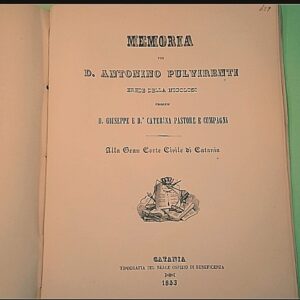 MEMORIA
PER
D. ANTONINO PULVIRENTI
EREDE DELLA NICOLOSI
CONTRO
D. GIUSEPPE E D.ª CATERINA PASTORE E COMPAGNI
Alla Gran Corte Civile di Catania
CATANIA
TIPOGRAFIA DEL REALE OSPIZIO DI BENEFICENZA
1853